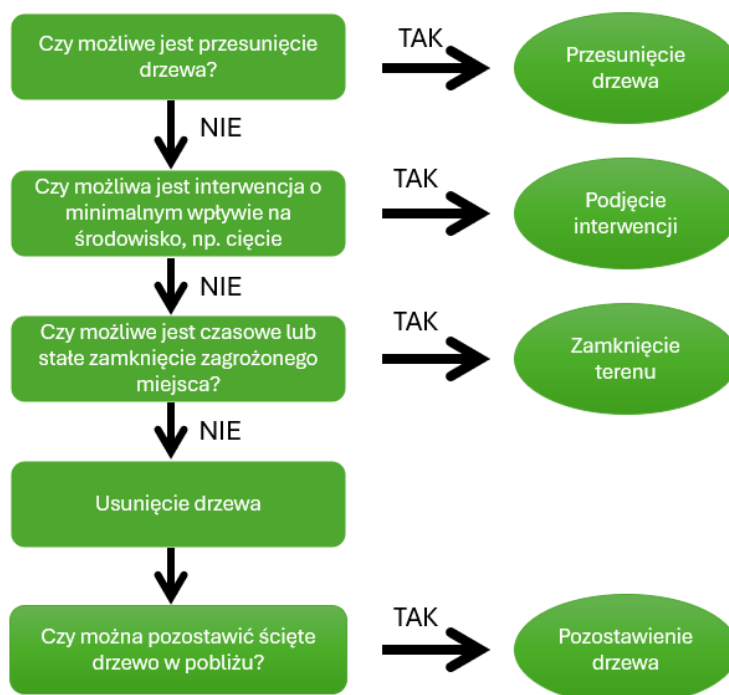 Czy możliwe jest przesunięcie
drzewa?
TAK
Przesunięcie
drzewa
NIE
Czy możliwa jest interwencja o
minimalnym wpływie na
środowisko, np. cięcie
TAK
Podjęcie
interwencji
NIE
Czy możliwe jest czasowe lub
stałe zamknięcie zagrożonego
miejsca?
TAK
Zamknięcie
terenu
NIE
Usunięcie drzewa
Czy można pozostawić ścięte
drzewo w pobliżu?
TAK
Pozostawienie
drzewa